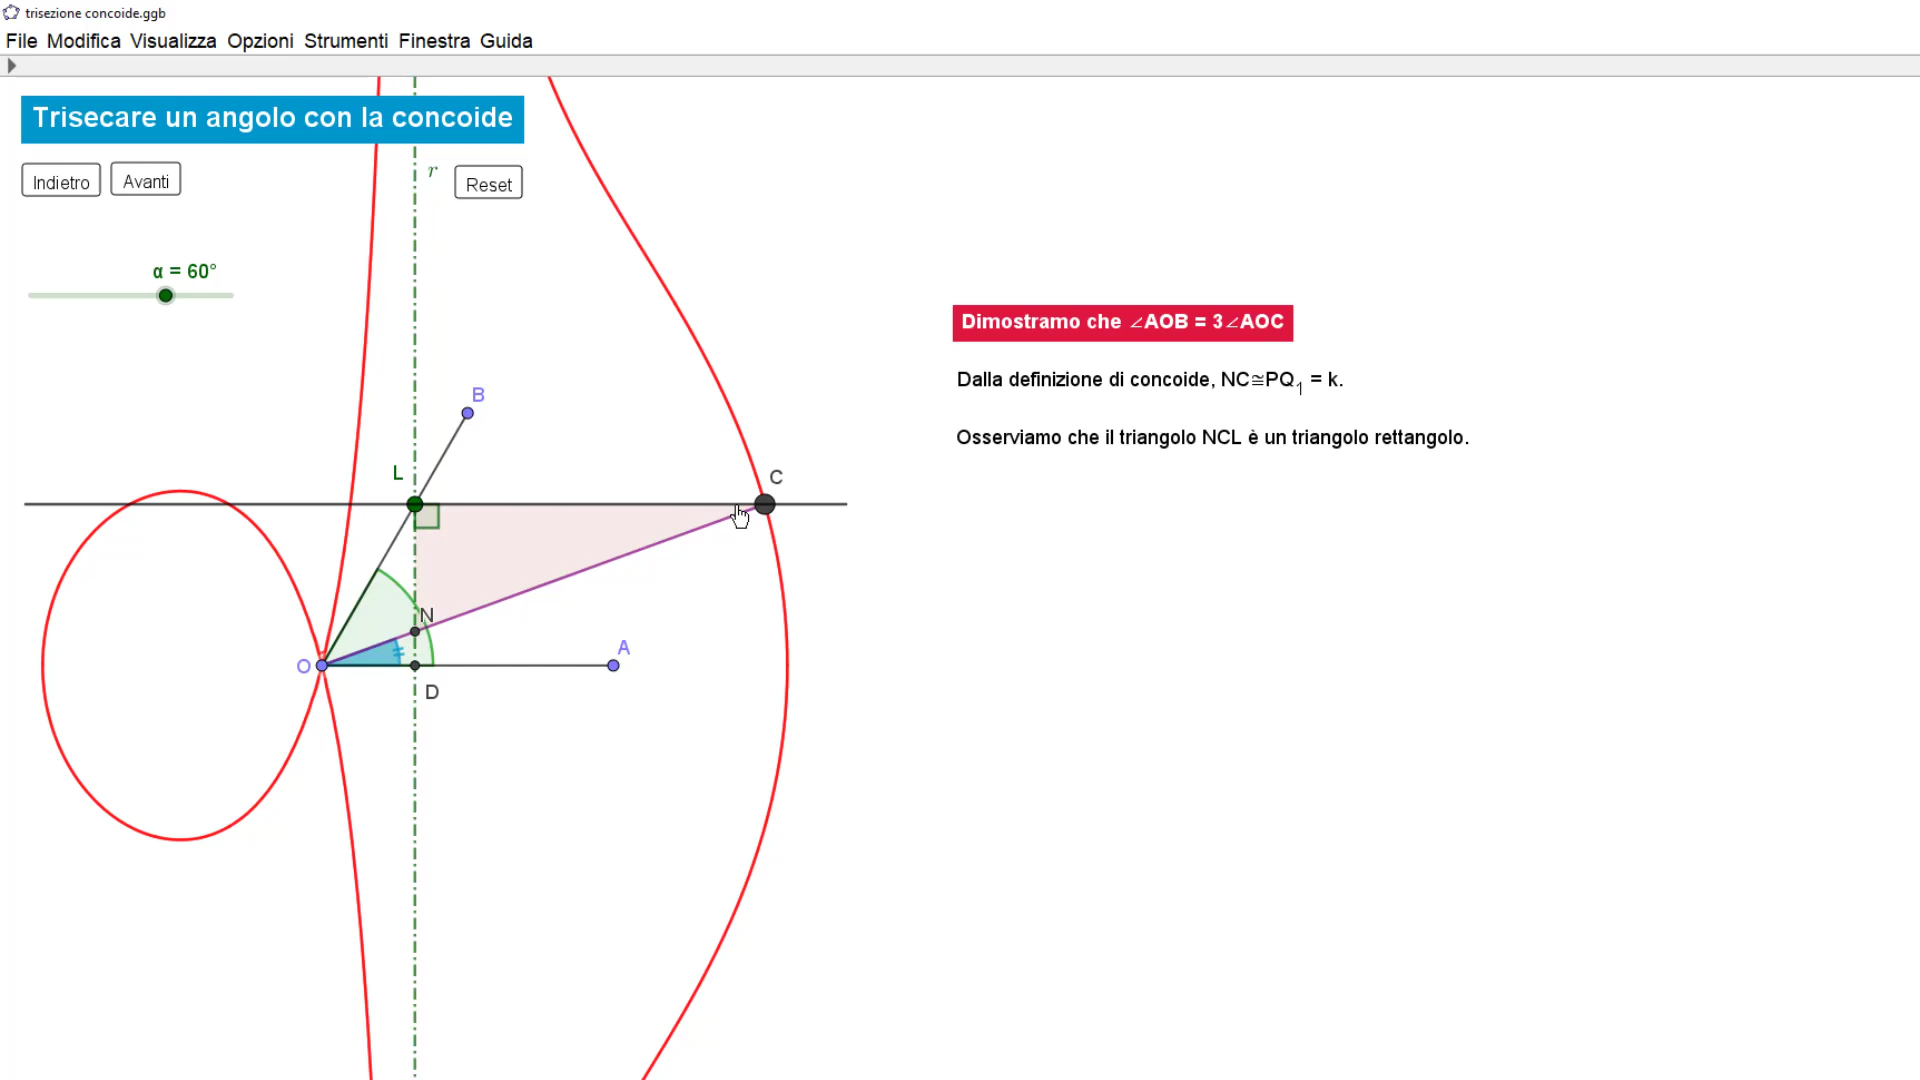 trisezione concoide.ggb
File Modifica Visualizza Opzioni Strumenti Finestra Guida
Trisecare un angolo con la concoide
Indietro Avanti r Reset
α = 60°
Dimostramo che ∠AOB = 3∠AOC
Dalla definizione di concoide, NC≅PQ₁ = k.
B
Osserviamo che il triangolo NCL è un triangolo rettangolo.
L
C
N
A
O
D